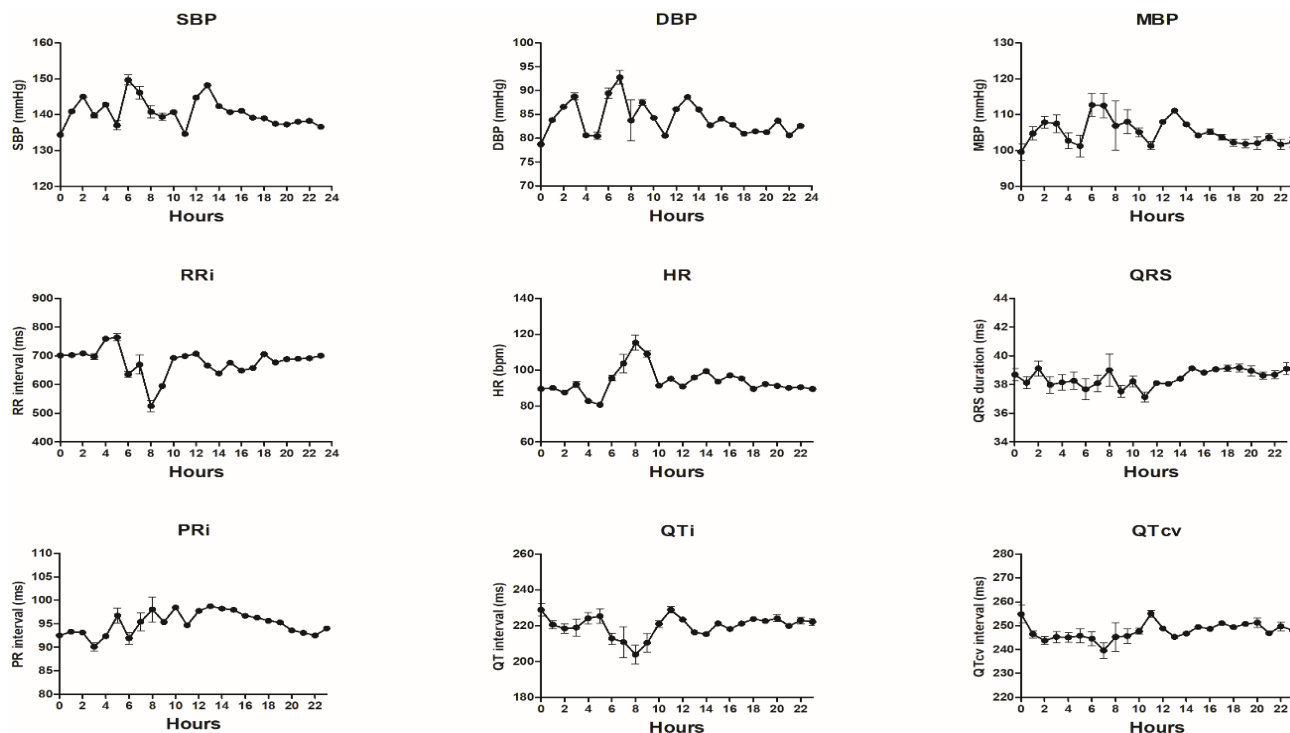 SBP
SBP (mmHg)
160
150
140
130
120
0 2 4 6 8 10 12 14 16 18 20 22 24
Hours
DBP
DBP (mmHg)
100
95
90
85
80
75
70
0 2 4 6 8 10 12 14 16 18 20 22 24
Hours
MBP
MBP (mmHg)
130
120
110
100
90
0 2 4 6 8 10 12 14 16 18 20 22
Hours
RRi
RR interval (ms)
900
800
700
600
500
400
0 2 4 6 8 10 12 14 16 18 20 22 24
Hours
HR
HR (bpm)
140
120
100
80
60
0 2 4 6 8 10 12 14 16 18 20 22
Hours
QRS
QRS duration (ms)
44
42
40
38
36
34
0 2 4 6 8 10 12 14 16 18 20 22
Hours
PRi
PR interval (ms)
110
105
100
95
90
85
80
0 2 4 6 8 10 12 14 16 18 20 22
Hours
QTi
QT interval (ms)
260
240
220
200
180
0 2 4 6 8 10 12 14 16 18 20 22
Hours
QTcv
QTcv interval (ms)
280
270
260
250
240
230
220
0 2 4 6 8 10 12 14 16 18 20 22
Hours